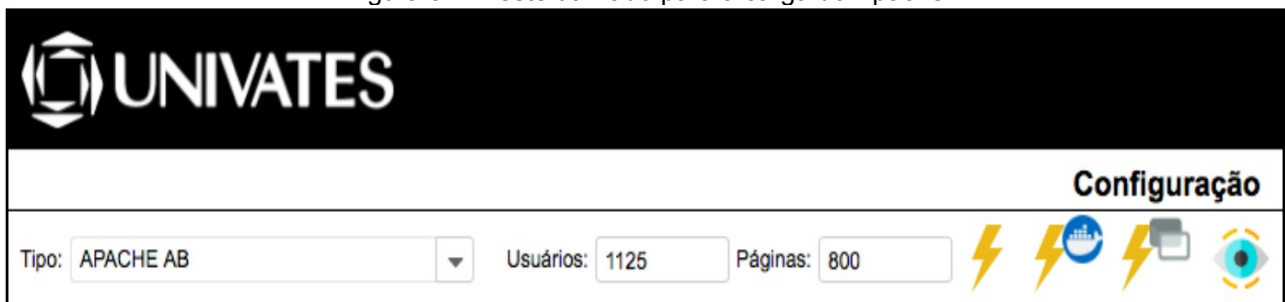 UNIVATES
Configuração
Tipo: APACHE AB Usuários: 1125 Páginas: 800